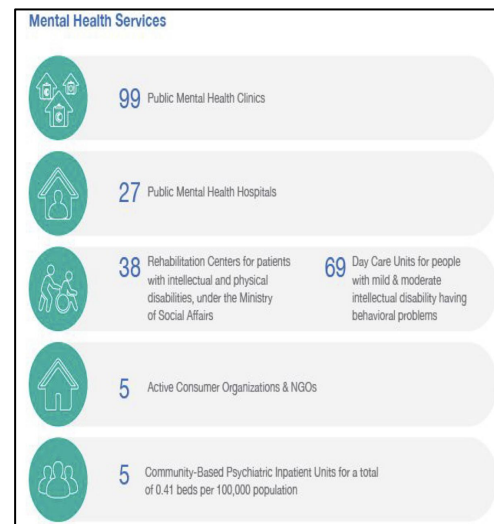 Mental Health Services
99 Public Mental Health Clinics
27 Public Mental Health Hospitals
38 Rehabilitation Centers for patients
with intellectual and physical
disabilities, under the Ministry
of Social Affairs
69 Day Care Units for people
with mild & moderate
intellectual disability having
behavioral problems
5 Active Consumer Organizations & NGOs
5 Community-Based Psychiatric Inpatient Units for a total
of 0.41 beds per 100,000 population